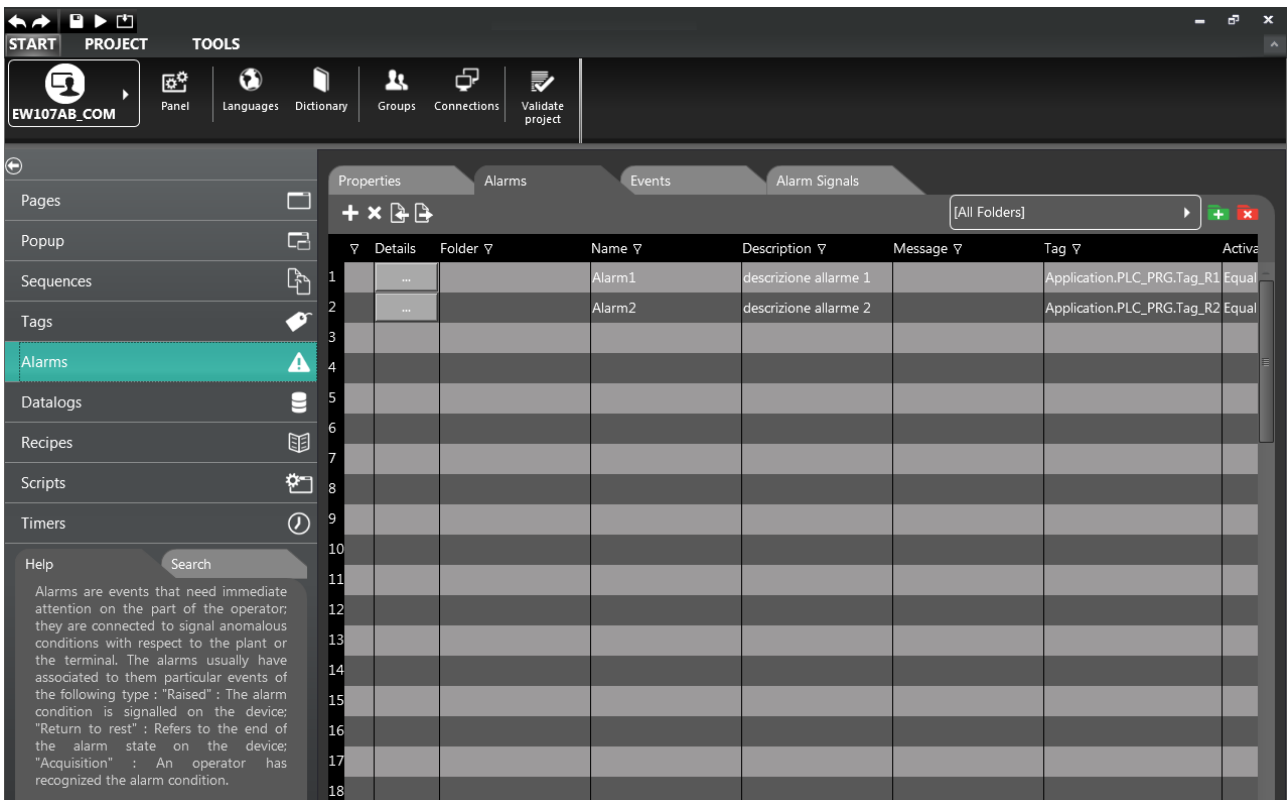 START PROJECT TOOLS
EW107AB_COM
Panel
Languages
Dictionary
Groups
Connections
Validate
project
Pages
Popup
Sequences
Tags
Alarms
Datalogs
Recipes
Scripts
Timers
Help Search
Alarms are events that need immediate
attention on the part of the operator;
they are connected to signal anomalous
conditions with respect to the plant or
the terminal. The alarms usually have
associated to them particular events of
the following type : "Raised" : The alarm
condition is signalled on the device;
"Return to rest" : Refers to the end of
the alarm state on the device;
"Acquisition" : An operator has
recognized the alarm condition.
Properties Alarms Events Alarm Signals
[All Folders]
Details Folder Name Description Message Tag Activa
1 ... Alarm1 descrizione allarme 1 Application.PLC_PRG.Tag_R1 Equal
2 ... Alarm2 descrizione allarme 2 Application.PLC_PRG.Tag_R2 Equal
3
4
5
6
7
8
9
10
11
12
13
14
15
16
17
18